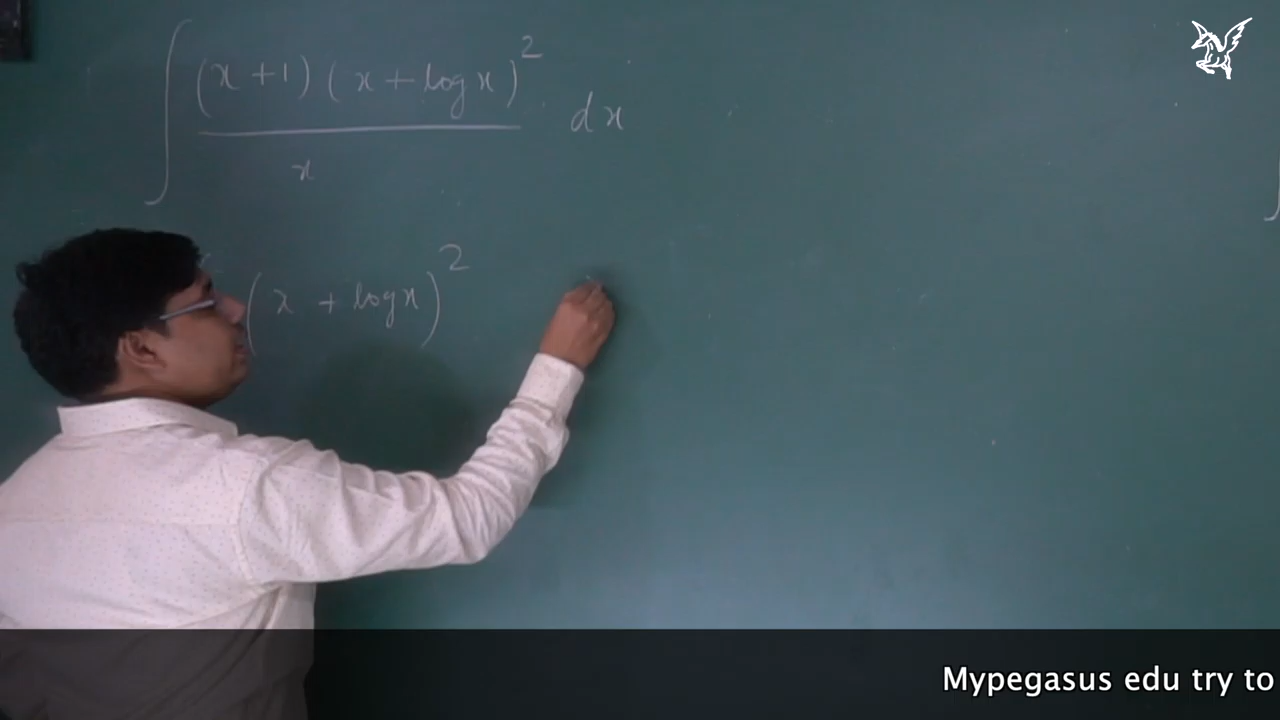 ∫ (x+1)(x+log x)² / x dx
(x + log x)²
Mypegasus edu try to